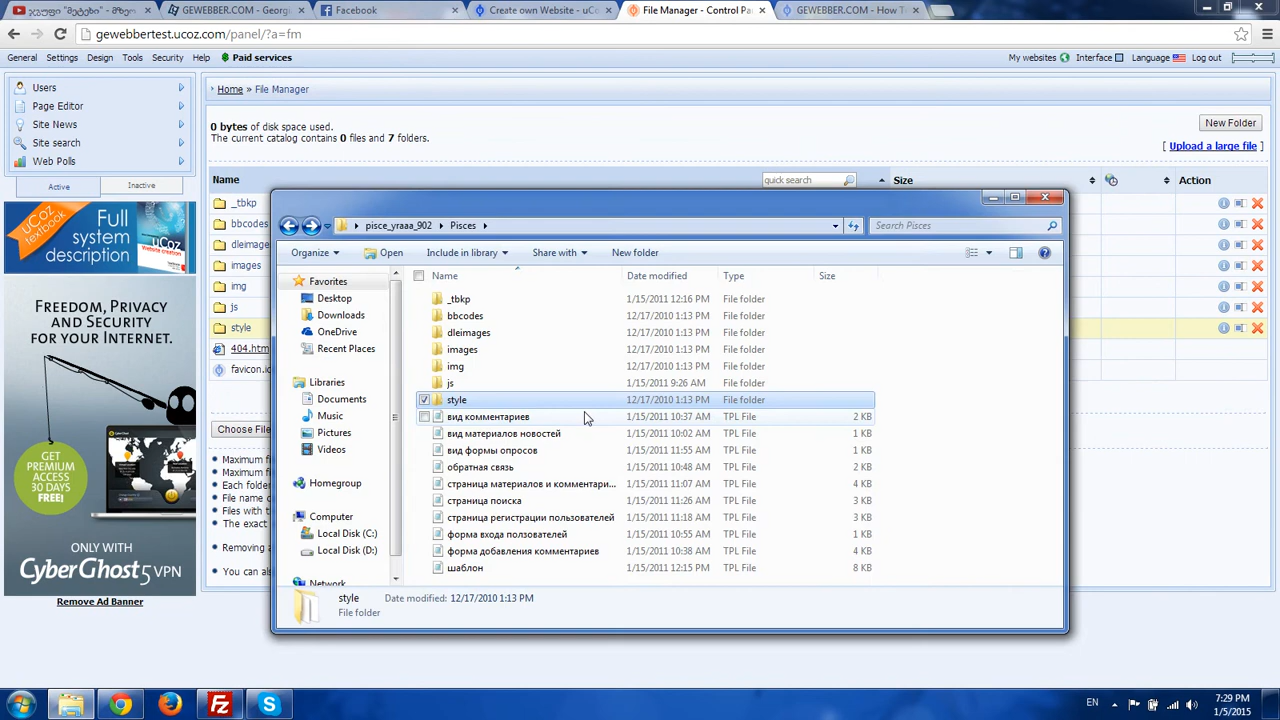 ჯგუფი "მეტები" - მზეო
GEWEBBER.COM - Georgi
Facebook
Create own Website - uCo
File Manager - Control Pa
GEWEBBER.COM - How T
gewebbertest.ucoz.com/panel/?a=fm
General Settings Design Tools Security Help Paid services
My websites Interface Language Log out
Users
Page Editor
Site News
Site search
Web Polls
Active Inactive
Home » File Manager
0 bytes of disk space used.
The current catalog contains 0 files and 7 folders.
New Folder
[ Upload a large file ]
Name quick search Size Action
_tbkp
bbcodes
dleimages
images
img
js
style
404.htm
favicon.ic
Choose File
Maximum f
Maximum f
Each folder
File name c
Files with t
The exact
Removing a
You can als
uCoz textbook
Full system description
Website creation
FREEDOM, PRIVACY
AND SECURITY
FOR YOUR INTERNET.
GET
PREMIUM
ACCESS
30 DAYS
FREE!
ONLY WITH
CYBERGHOST 5 VPN
Remove Ad Banner
pisce_yraaa_902 Pisces
Search Pisces
Organize Open Include in library Share with New folder
Favorites
Desktop
Downloads
OneDrive
Recent Places
Libraries
Documents
Music
Pictures
Videos
Homegroup
Computer
Local Disk (C:)
Local Disk (D:)
Network
Name Date modified Type Size
_tbkp 1/15/2011 12:16 PM File folder
bbcodes 12/17/2010 1:13 PM File folder
dleimages 12/17/2010 1:13 PM File folder
images 12/17/2010 1:13 PM File folder
img 12/17/2010 1:13 PM File folder
js 1/15/2011 9:26 AM File folder
style 12/17/2010 1:13 PM File folder
вид комментариев 1/15/2011 10:37 AM TPL File 2 KB
вид материалов новостей 1/15/2011 10:02 AM TPL File 1 KB
вид формы опросов 1/15/2011 11:55 AM TPL File 1 KB
обратная связь 1/15/2011 10:48 AM TPL File 2 KB
страница материалов и комментари... 1/15/2011 11:07 AM TPL File 4 KB
страница поиска 1/15/2011 11:26 AM TPL File 3 KB
страница регистрации пользователей 1/15/2011 11:18 AM TPL File 3 KB
форма входа ползователей 1/15/2011 10:55 AM TPL File 1 KB
форма добавления комментариев 1/15/2011 10:38 AM TPL File 4 KB
шаблон 1/15/2011 12:15 PM TPL File 8 KB
style Date modified: 12/17/2010 1:13 PM
File folder
EN
7:29 PM
1/5/2015